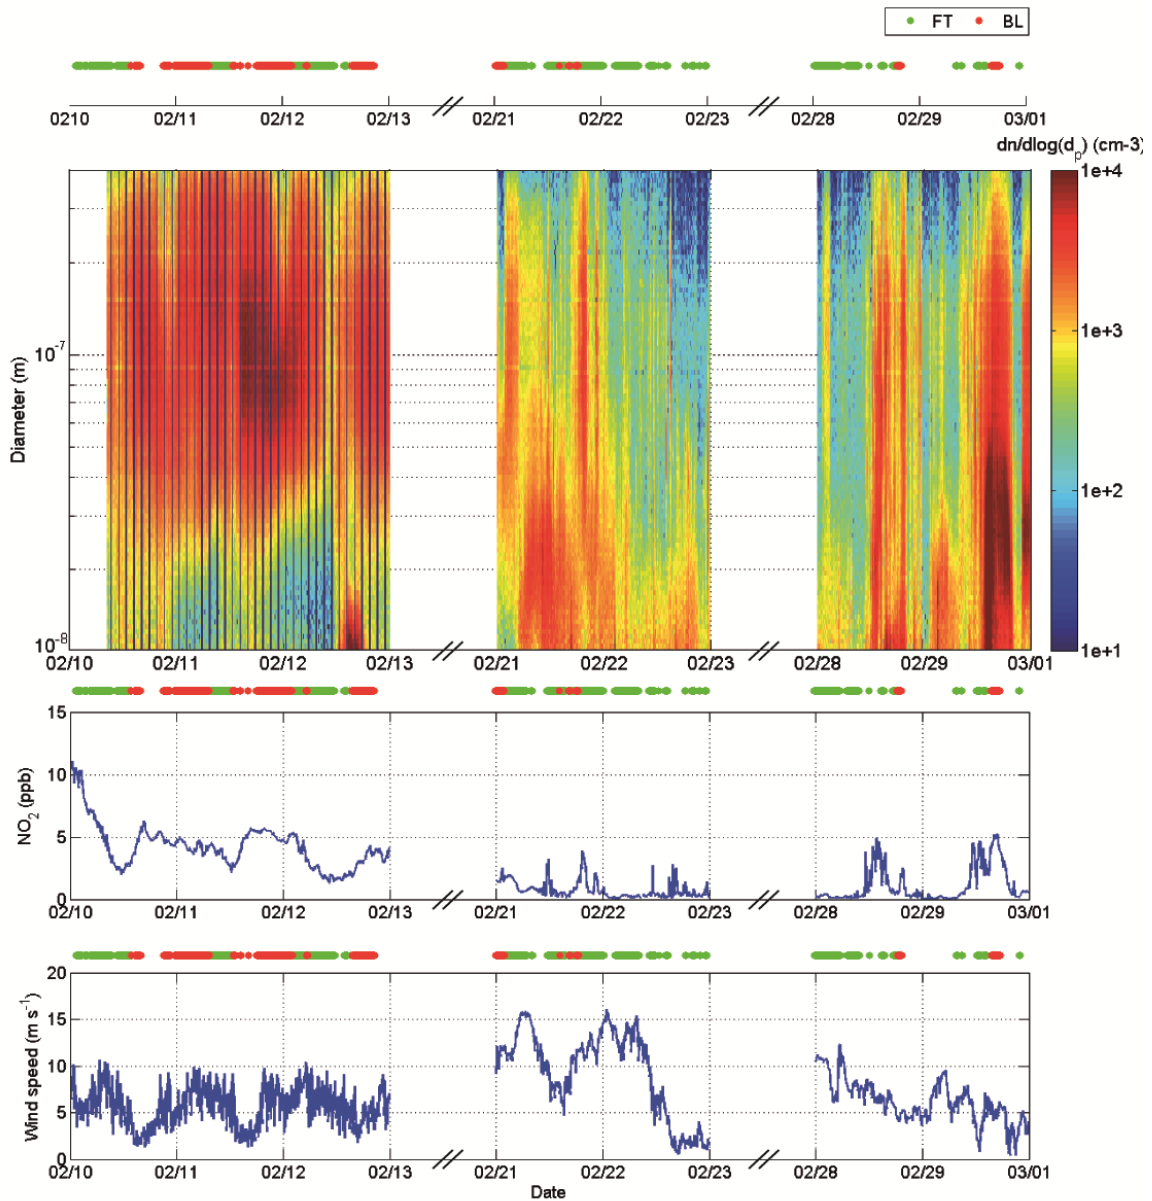 FT BL
0210 02/11 02/12 02/13 02/21 02/22 02/23 02/28 02/29 03/01
dn/dlog(d_p) (cm-3)
1e+4
1e+3
1e+2
1e+1
Diameter (m)
10^-7
10^-8
02/10 02/11 02/12 02/13 02/21 02/22 02/23 02/28 02/29 03/01
NO_2 (ppb)
15
10
5
0
02/10 02/11 02/12 02/13 02/21 02/22 02/23 02/28 02/29 03/01
Wind speed (m s^-1)
20
15
10
5
0
02/10 02/11 02/12 02/13 02/21 02/22 02/23 02/28 02/29 03/01
Date